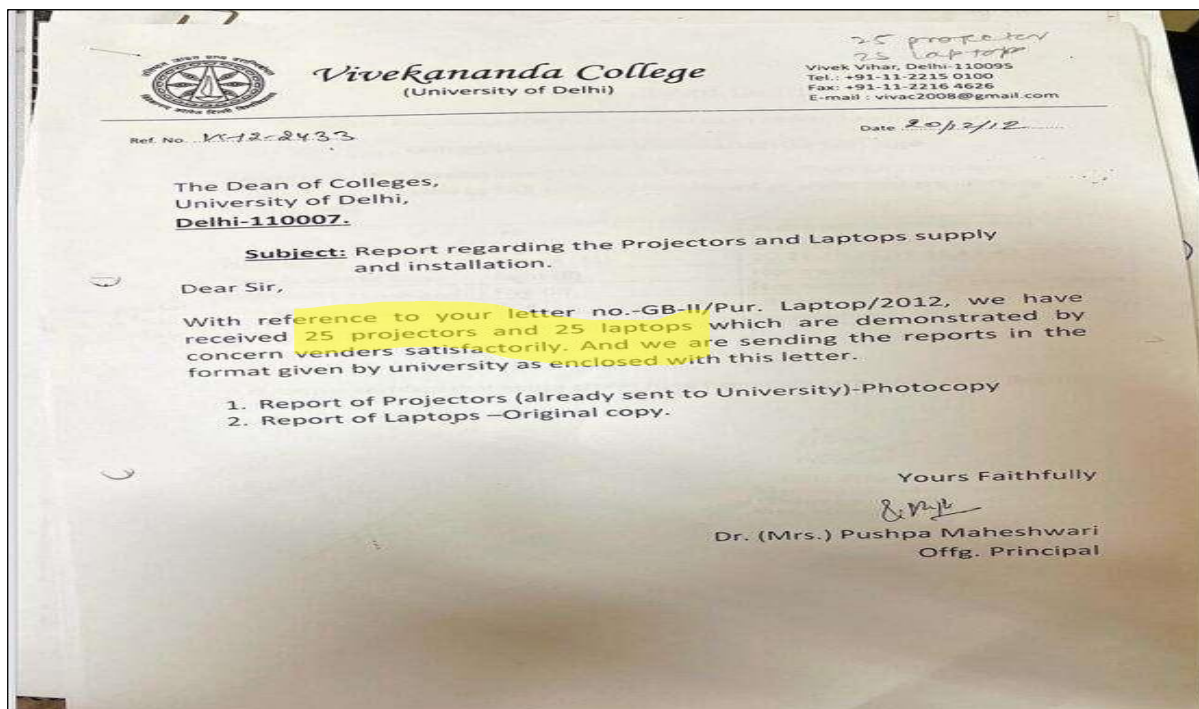 25 projector
25 laptop
Vivekananda College
(University of Delhi)
Vivek Vihar, Delhi-110095
Tel.: +91-11-2215 0100
Fax: +91-11-2216 4626
E-mail : vivac2008@gmail.com
Ref. No. VC-12-2433
Date 20/12/12
The Dean of Colleges,
University of Delhi,
Delhi-110007.
Subject: Report regarding the Projectors and Laptops supply
and installation.
Dear Sir,
With reference to your letter no.-GB-II/Pur. Laptop/2012, we have
received 25 projectors and 25 laptops which are demonstrated by
concern venders satisfactorily. And we are sending the reports in the
format given by university as enclosed with this letter.
1. Report of Projectors (already sent to University)-Photocopy
2. Report of Laptops –Original copy.
Yours Faithfully
Dr. (Mrs.) Pushpa Maheshwari
Offg. Principal